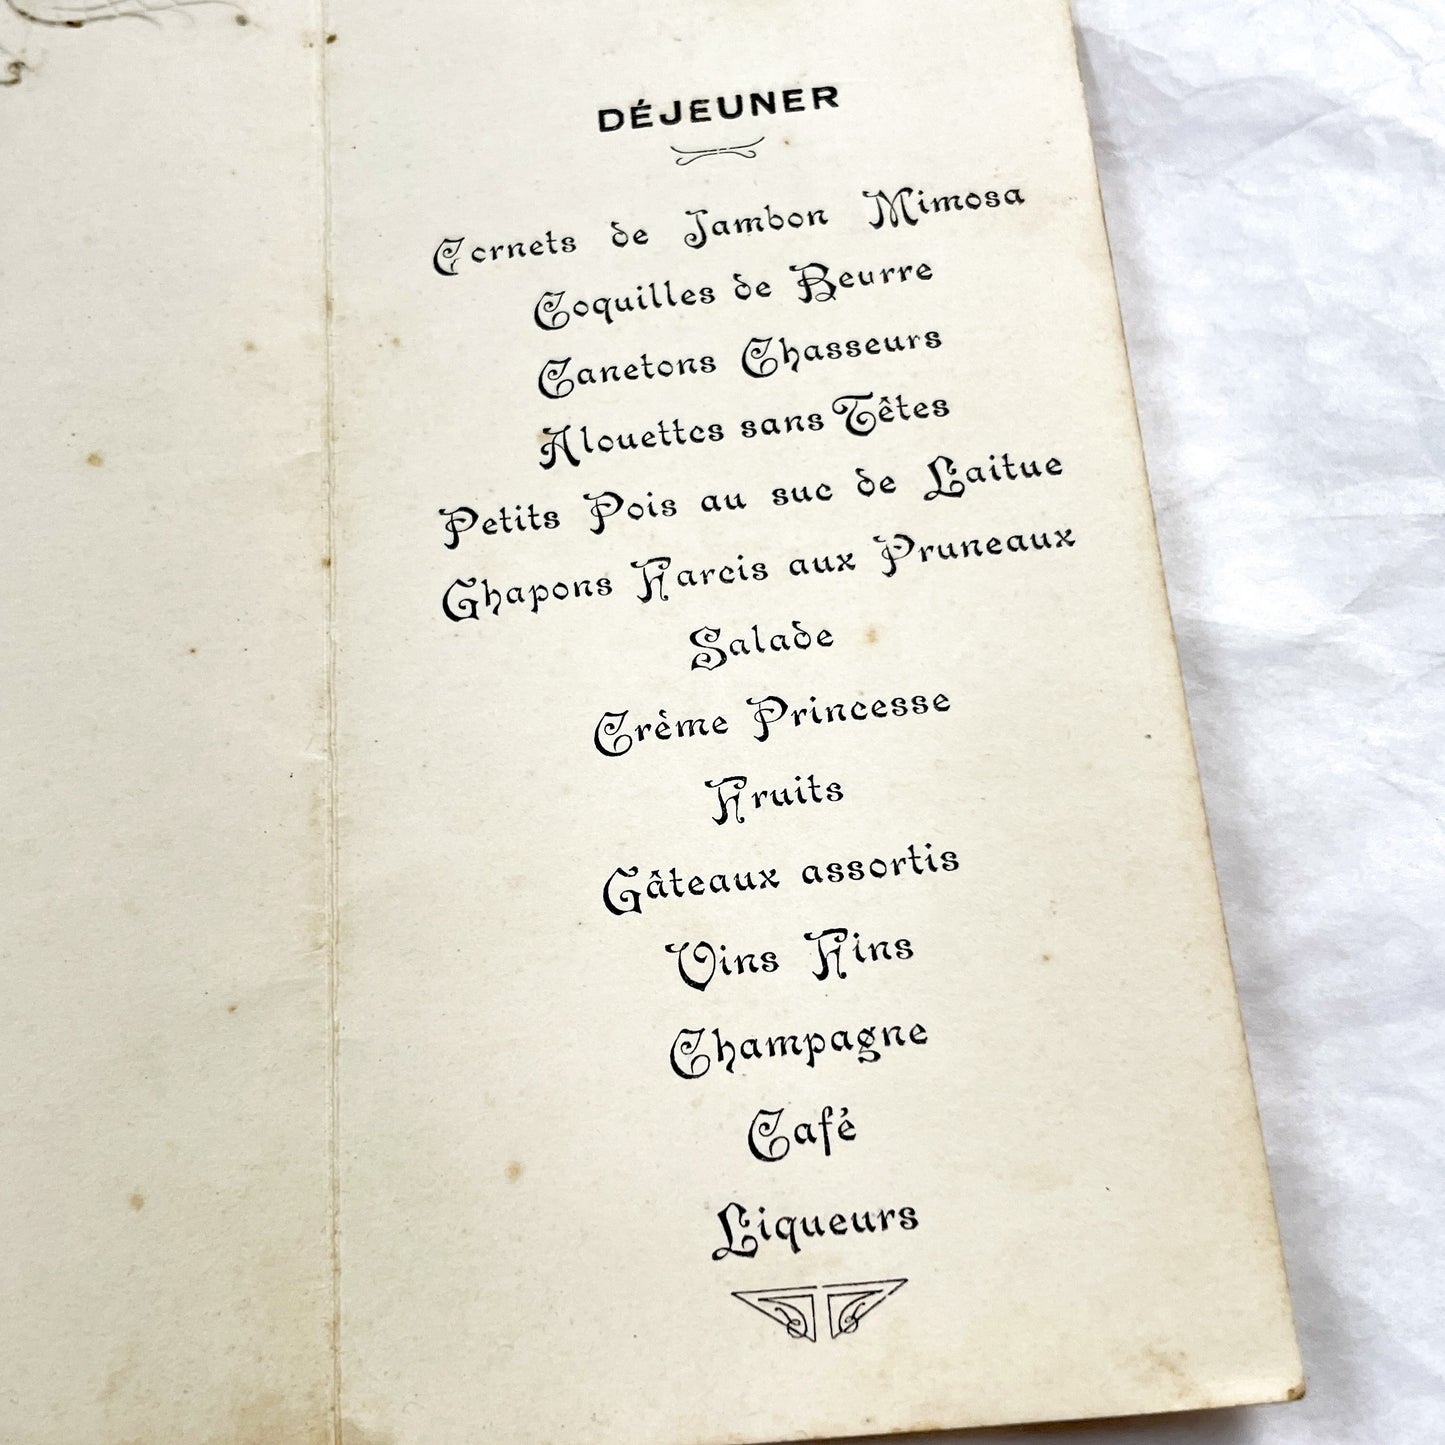 DÉJEUNER
Cornets de Jambon Mimosa
Coquilles de Beurre
Canetons Chasseurs
Alouettes sans Têtes
Petits Pois au suc de Laitue
Chapons Farcis aux Pruneaux
Salade
Crème Princesse
Fruits
Gâteaux assortis
Vins Fins
Champagne
Café
Liqueurs